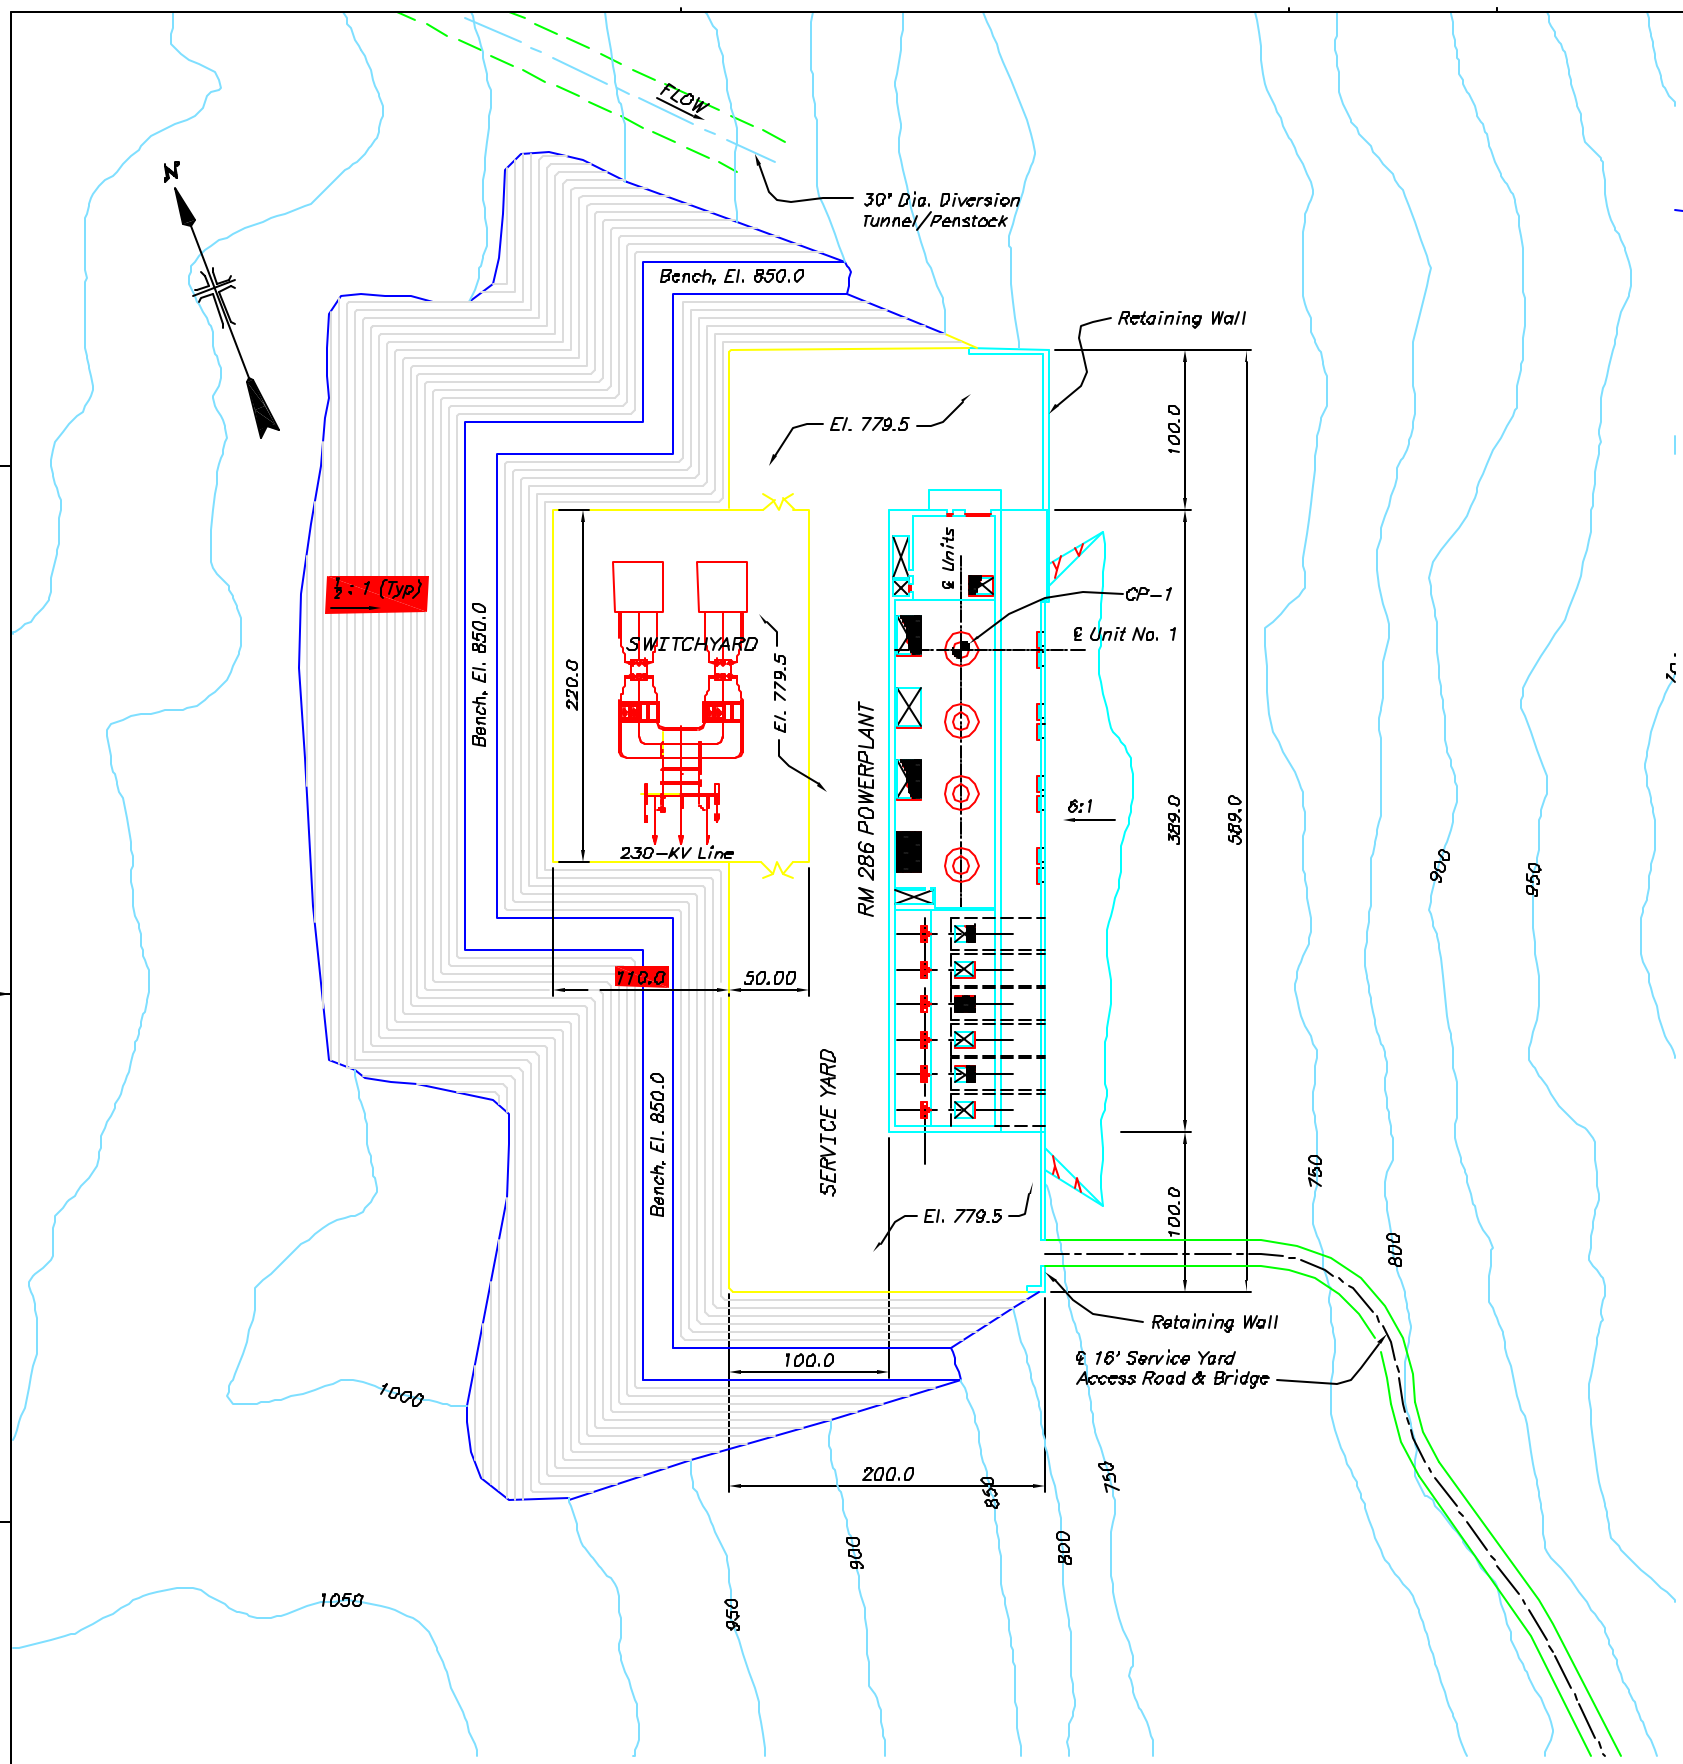 FLOW
N
30' Dia. Diversion
Tunnel/Penstock
Bench, El. 850.0
Retaining Wall
El. 779.5
100.0
℄ Units
½ : 1 (Typ)
CP-1
℄ Unit No. 1
SWITCHYARD
Bench, El. 850.0
220.0
El. 779.5
RM 286 POWERPLANT
6:1
389.0
589.0
230-KV Line
900
950
110.0
50.00
SERVICE YARD
Bench, El. 850.0
750
El. 779.5
100.0
800
Retaining Wall
100.0
℄ 16' Service Yard
Access Road & Bridge
1000
200.0
850
750
900
800
1050
950